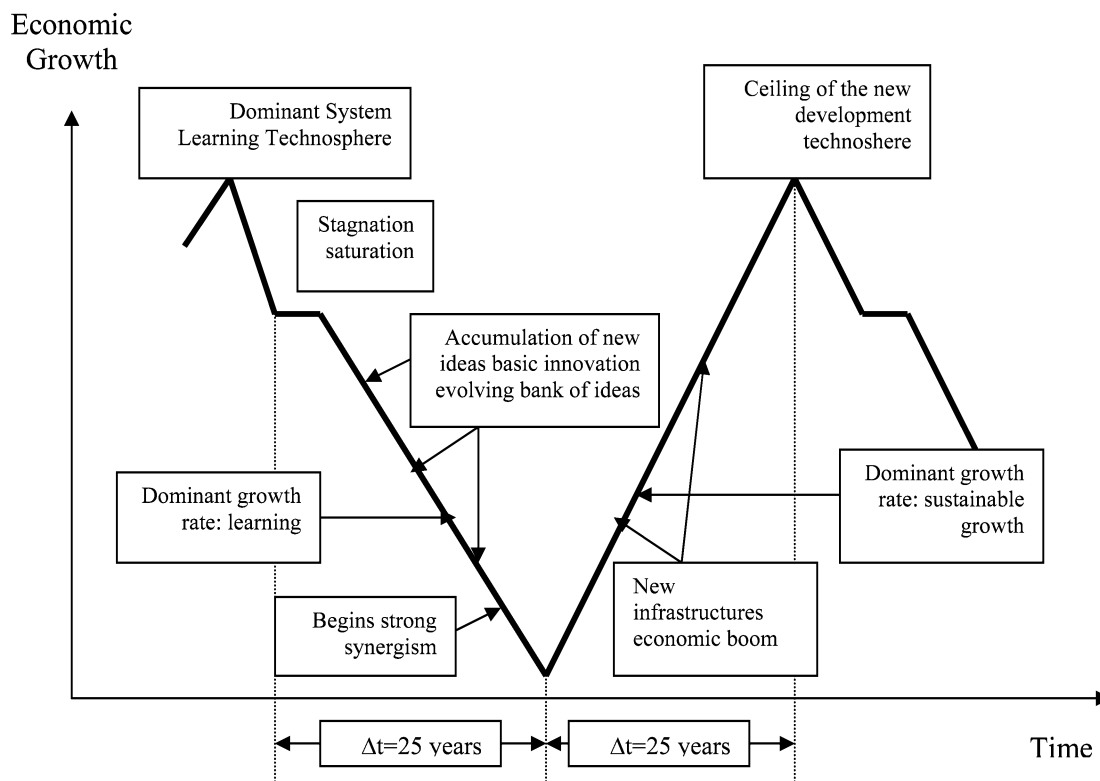 Economic
Growth
Dominant System
Learning Technosphere
Ceiling of the new
development
technoshere
Stagnation
saturation
Accumulation of new
ideas basic innovation
evolving bank of ideas
Dominant growth
rate: learning
Dominant growth
rate: sustainable
growth
Begins strong
synergism
New
infrastructures
economic boom
Δt=25 years
Δt=25 years
Time